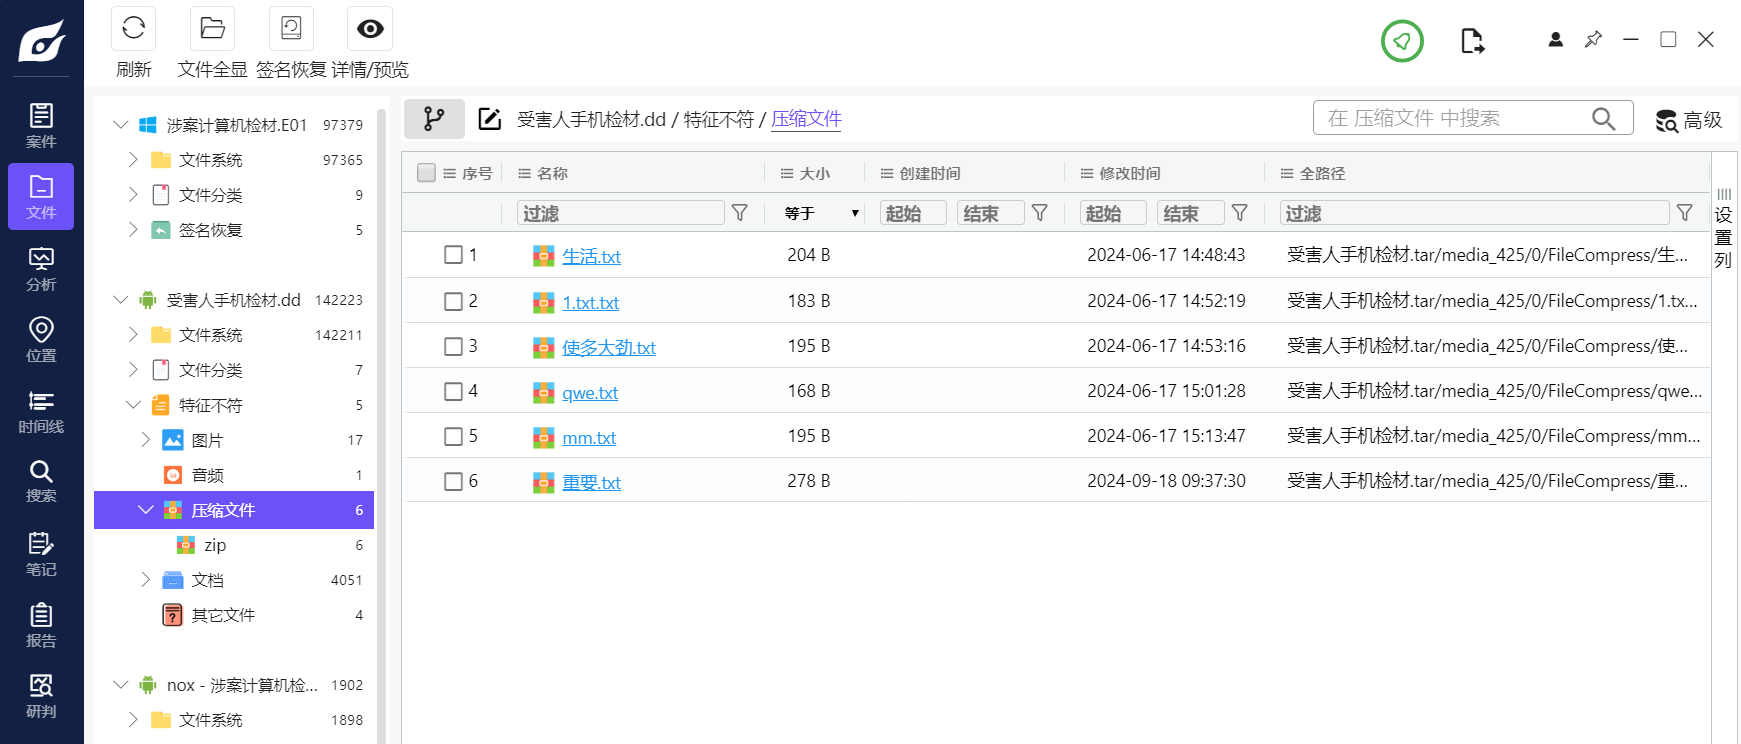 刷新 文件全显 签名恢复 详情/预览
案件
文件
分析
位置
时间线
搜索
笔记
报告
研判
涉案计算机检材.E01 97379
文件系统 97365
文件分类 9
签名恢复 5
受害人手机检材.dd 142223
文件系统 142211
文件分类 7
特征不符 5
图片 17
音频 1
压缩文件 6
zip 6
文档 4051
其它文件 4
nox - 涉案计算机检... 1902
文件系统 1898
受害人手机检材.dd / 特征不符 / 压缩文件
在 压缩文件 中搜索
高级
序号 名称 大小 创建时间 修改时间 全路径
过滤 等于 起始 结束 起始 结束 过滤
1 生活.txt 204 B 2024-06-17 14:48:43 受害人手机检材.tar/media_425/0/FileCompress/生...
2 1.txt.txt 183 B 2024-06-17 14:52:19 受害人手机检材.tar/media_425/0/FileCompress/1.tx...
3 使多大劲.txt 195 B 2024-06-17 14:53:16 受害人手机检材.tar/media_425/0/FileCompress/使...
4 qwe.txt 168 B 2024-06-17 15:01:28 受害人手机检材.tar/media_425/0/FileCompress/qwe...
5 mm.txt 195 B 2024-06-17 15:13:47 受害人手机检材.tar/media_425/0/FileCompress/mm...
6 重要.txt 278 B 2024-09-18 09:37:30 受害人手机检材.tar/media_425/0/FileCompress/重...
设置列